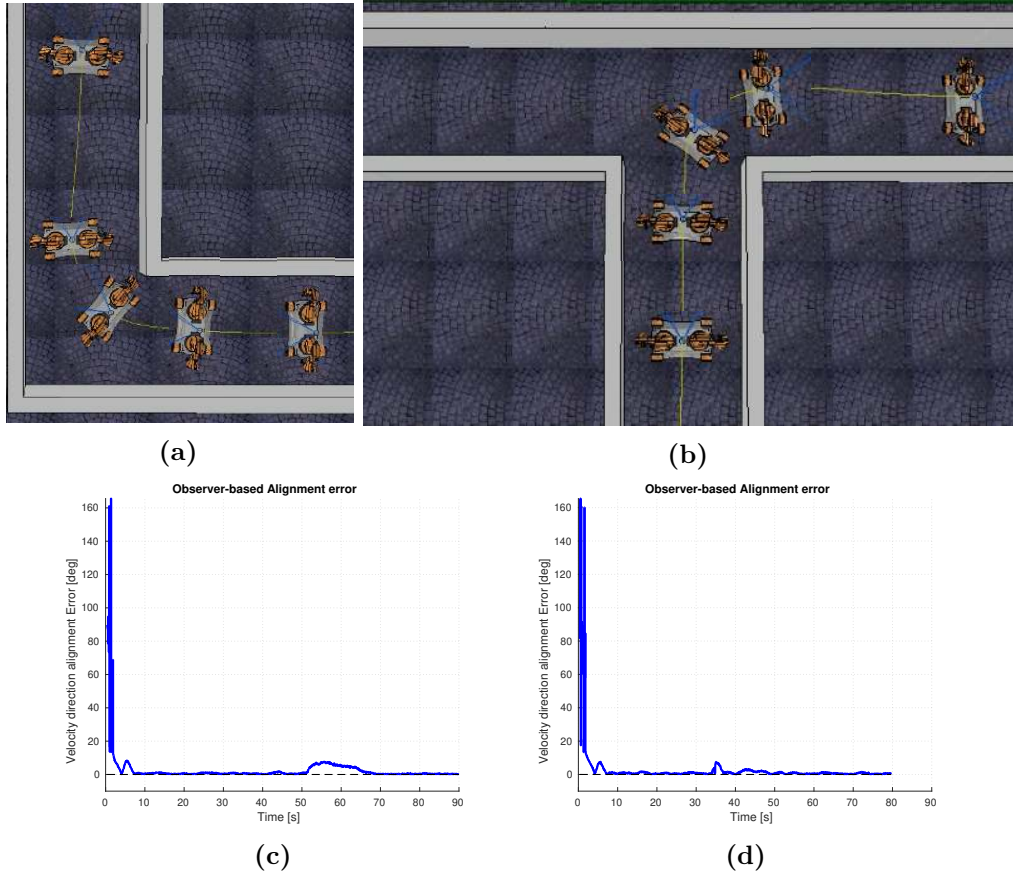 (a)
(b)
Observer-based Alignment error
Velocity direction alignment Error [deg]
160
140
120
100
80
60
40
20
0
0 10 20 30 40 50 60 70 80 90
Time [s]
(c)
Observer-based Alignment error
Velocity direction alignment Error [deg]
160
140
120
100
80
60
40
20
0
0 10 20 30 40 50 60 70 80 90
Time [s]
(d)